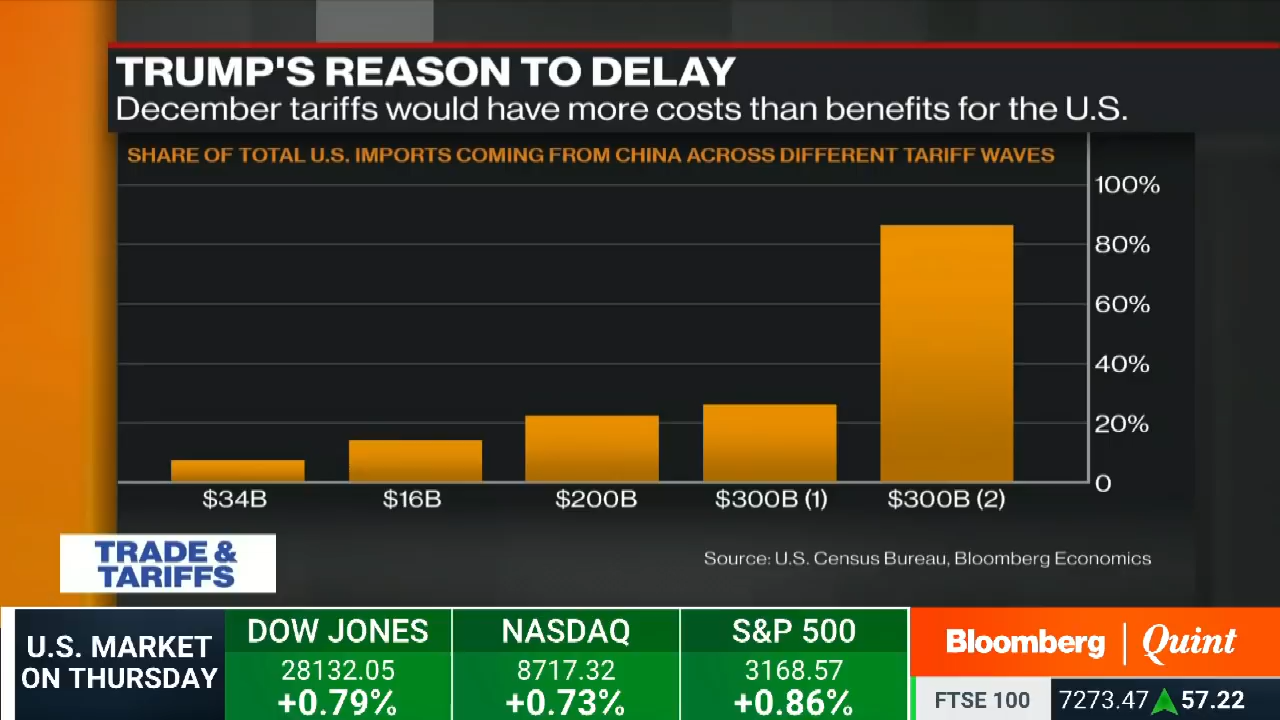 TRUMP'S REASON TO DELAY
December tariffs would have more costs than benefits for the U.S.
SHARE OF TOTAL U.S. IMPORTS COMING FROM CHINA ACROSS DIFFERENT TARIFF WAVES
100%
80%
60%
40%
20%
0
$34B $16B $200B $300B (1) $300B (2)
Source: U.S. Census Bureau, Bloomberg Economics
TRADE &
TARIFFS
U.S. MARKET
ON THURSDAY
DOW JONES
28132.05
+0.79%
NASDAQ
8717.32
+0.73%
S&P 500
3168.57
+0.86%
Bloomberg | Quint
FTSE 100 7273.47 57.22